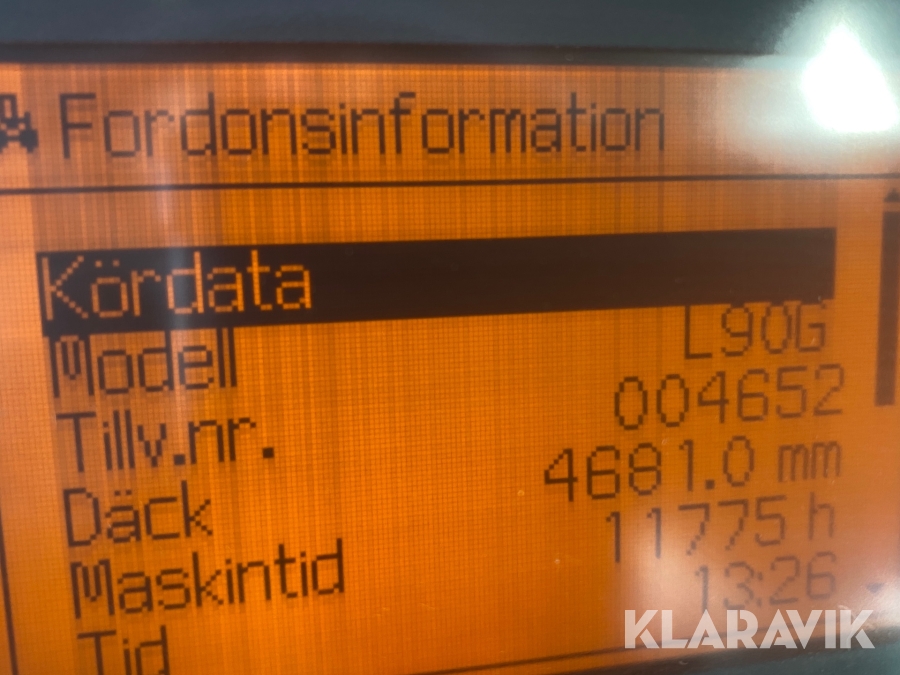 Fordonsinformation
Kördata
Modell L90G
Tillv.nr. 004652
Däck 4681.0 mm
Maskintid 11775 h
Tid 13:26
KLARAVIK